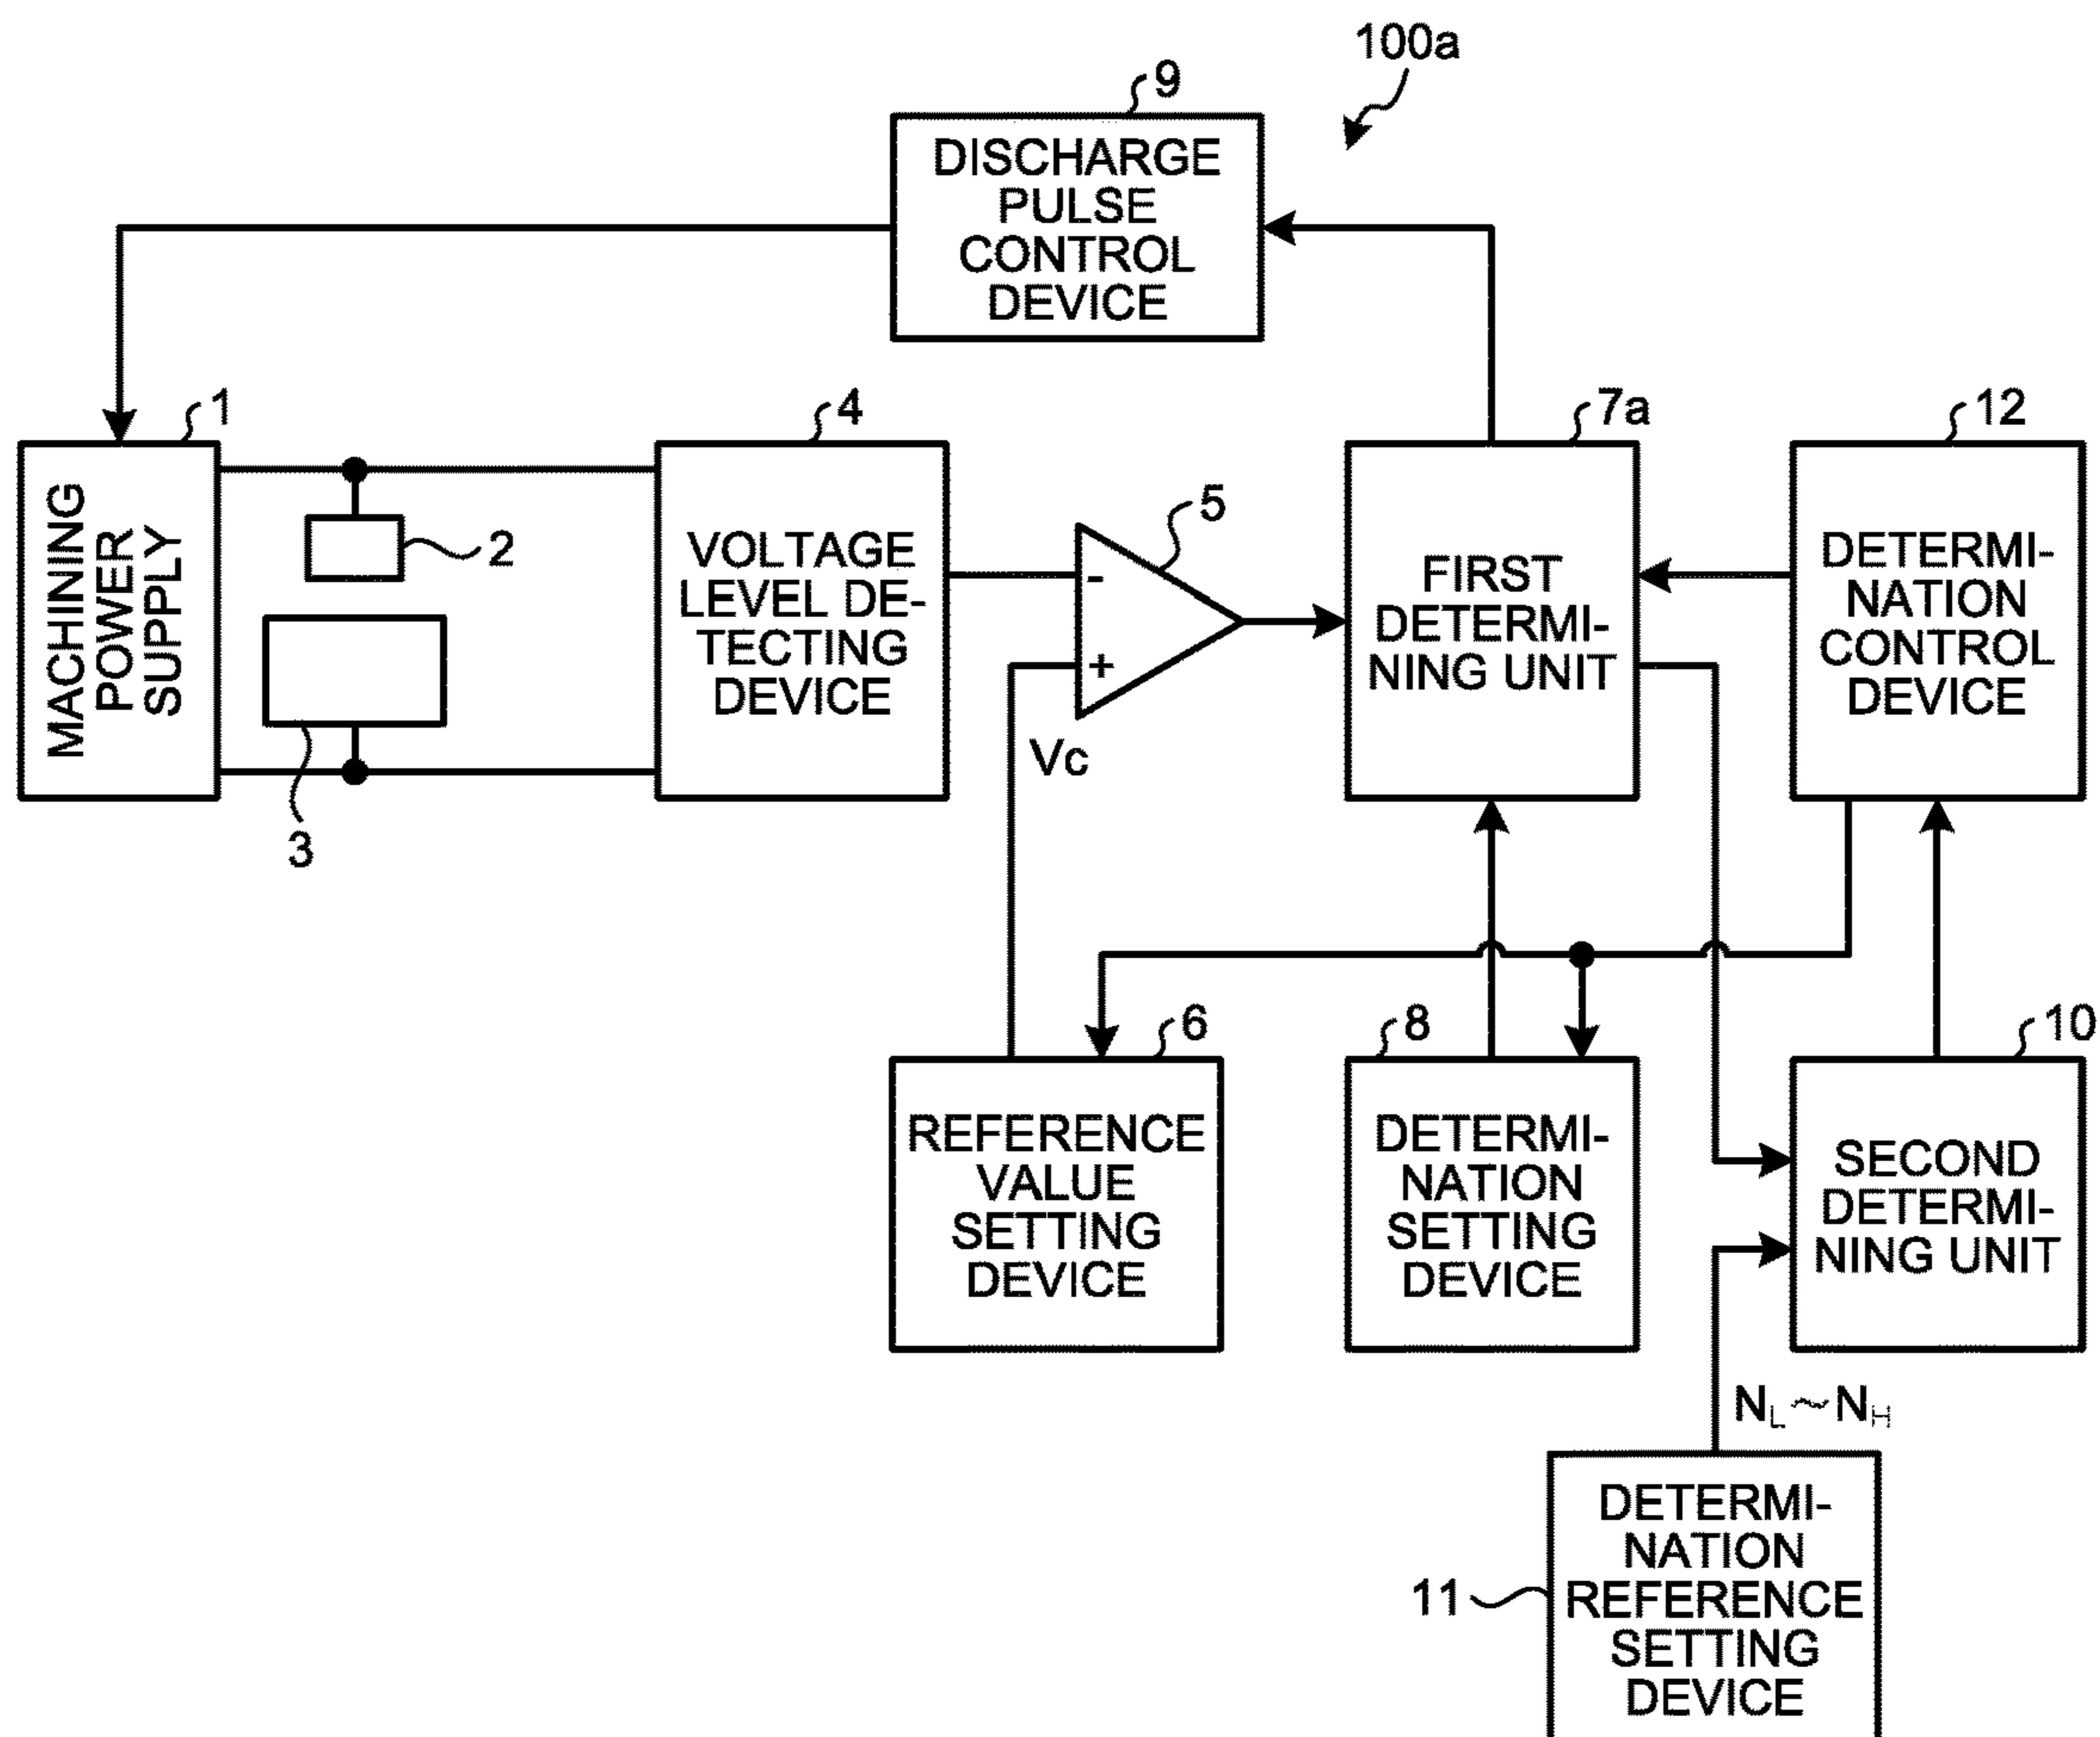 100a
9
DISCHARGE
PULSE
CONTROL
DEVICE
1
4
7a
12
MACHINING
POWER
SUPPLY
2
3
VOLTAGE
LEVEL DE-
TECTING
DEVICE
5
-
+
Vc
FIRST
DETERMI-
NING UNIT
DETERMI-
NATION
CONTROL
DEVICE
6
8
10
REFERENCE
VALUE
SETTING
DEVICE
DETERMI-
NATION
SETTING
DEVICE
SECOND
DETERMI-
NING UNIT
NL~NH
11
DETERMI-
NATION
REFERENCE
SETTING
DEVICE